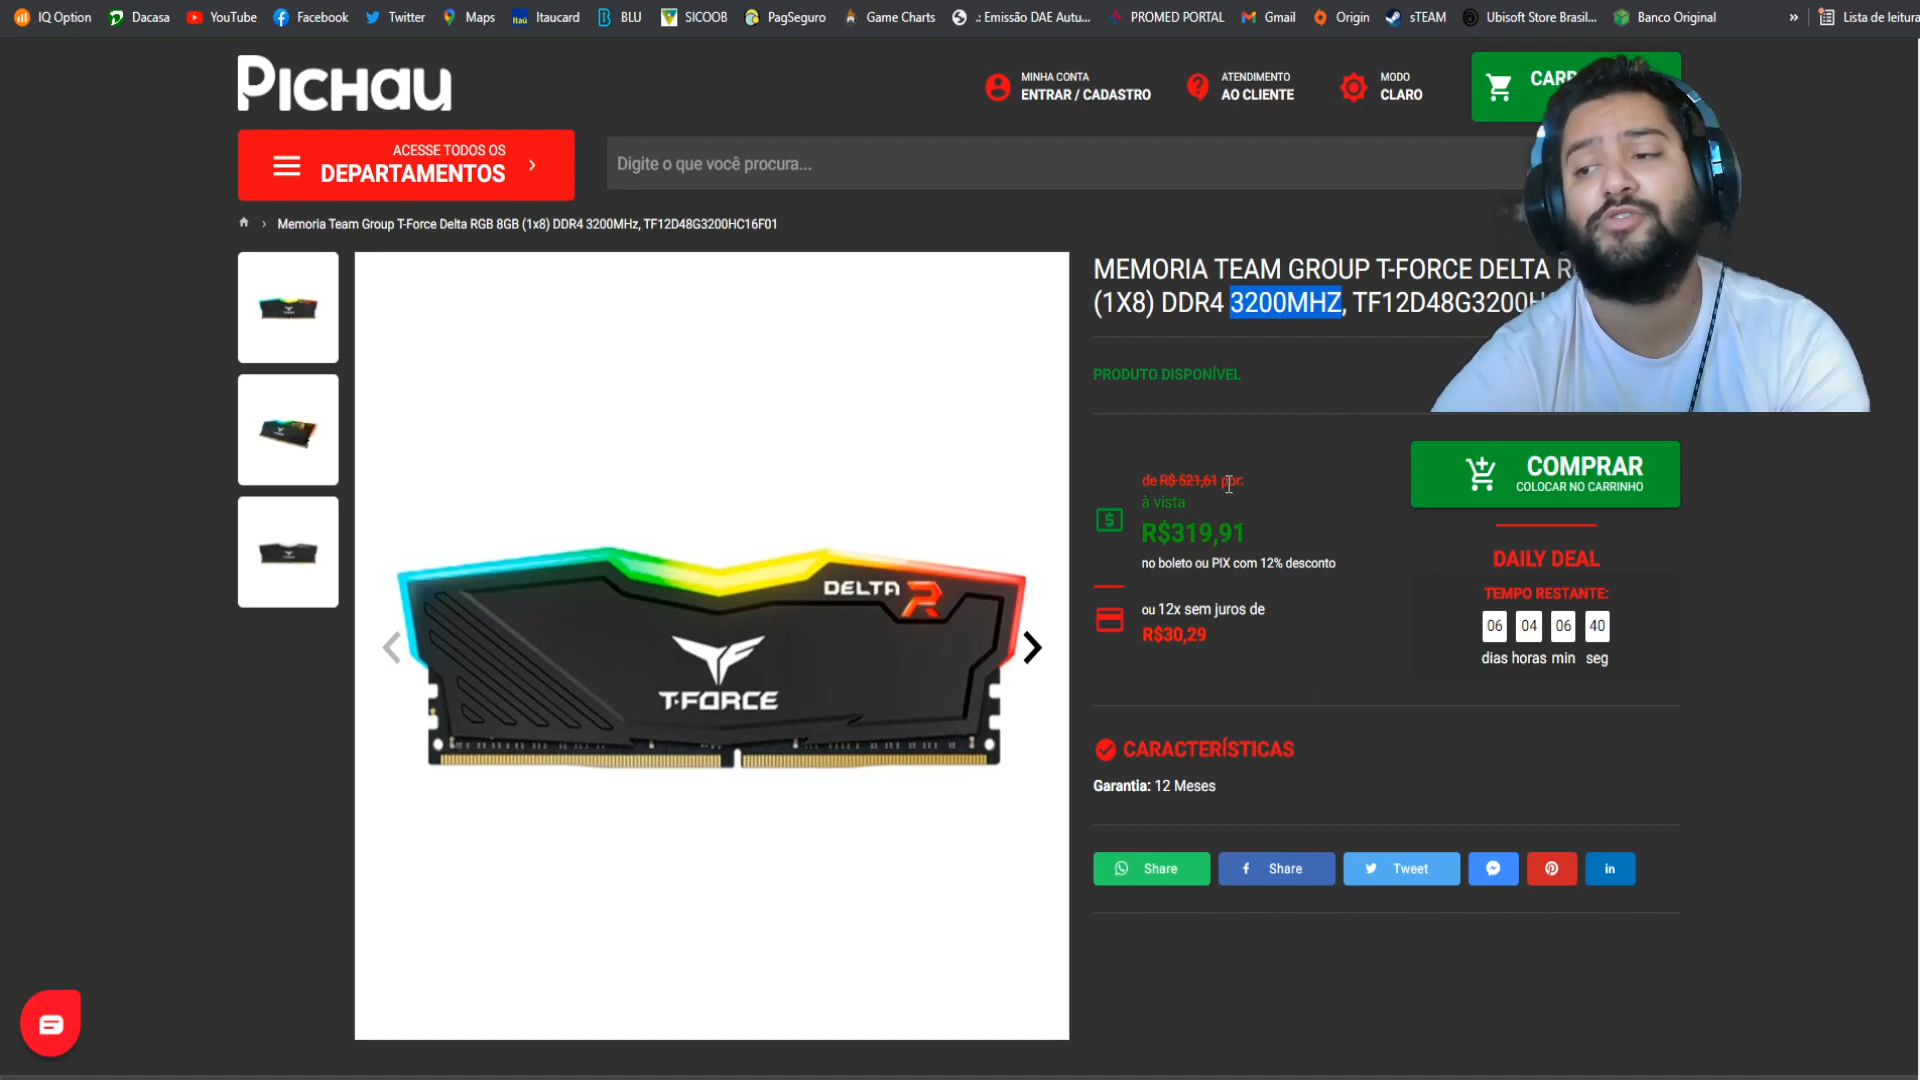 IQ Option Dacasa YouTube Facebook Twitter Maps Itaú Itaucard BLU SICOOB PagSeguro Game Charts .: Emissão DAE Autu... PROMED PORTAL Gmail Origin sTEAM Ubisoft Store Brasil... Banco Original » Lista de leitura
PICHAU
MINHA CONTA
ENTRAR / CADASTRO
ATENDIMENTO
AO CLIENTE
MODO
CLARO
ACESSE TODOS OS
DEPARTAMENTOS
Digite o que você procura...
Memoria Team Group T-Force Delta RGB 8GB (1x8) DDR4 3200MHz, TF12D48G3200HC16F01
MEMORIA TEAM GROUP T-FORCE DELTA
(1X8) DDR4 3200MHZ, TF12D48G3200H
PRODUTO DISPONÍVEL
de R$ 521,61 por:
à vista
R$319,91
no boleto ou PIX com 12% desconto
ou 12x sem juros de
R$30,29
COMPRAR
COLOCAR NO CARRINHO
DAILY DEAL
TEMPO RESTANTE:
06 04 06 40
dias horas min seg
DELTA R
T-FORCE
CARACTERÍSTICAS
Garantia: 12 Meses
Share Share Tweet in